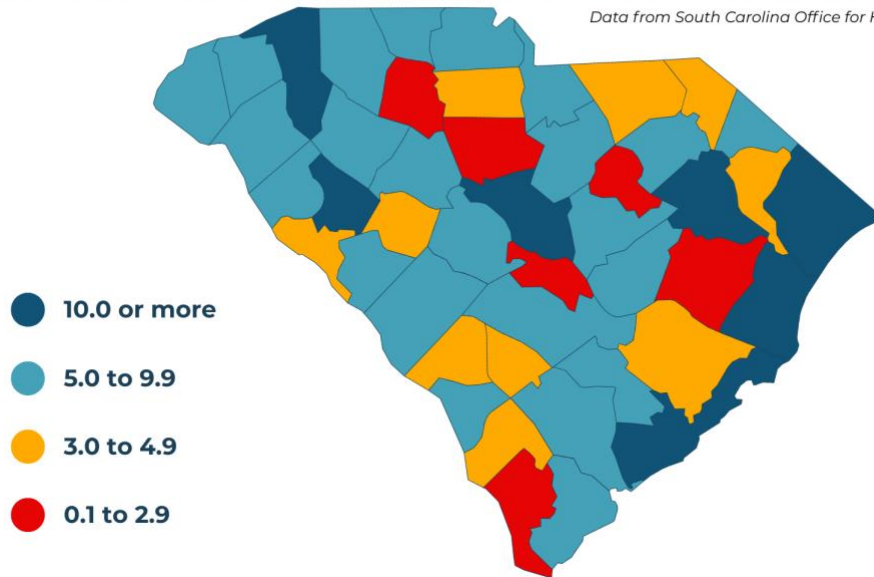 Data from South Carolina Office for
10.0 or more
5.0 to 9.9
3.0 to 4.9
0.1 to 2.9